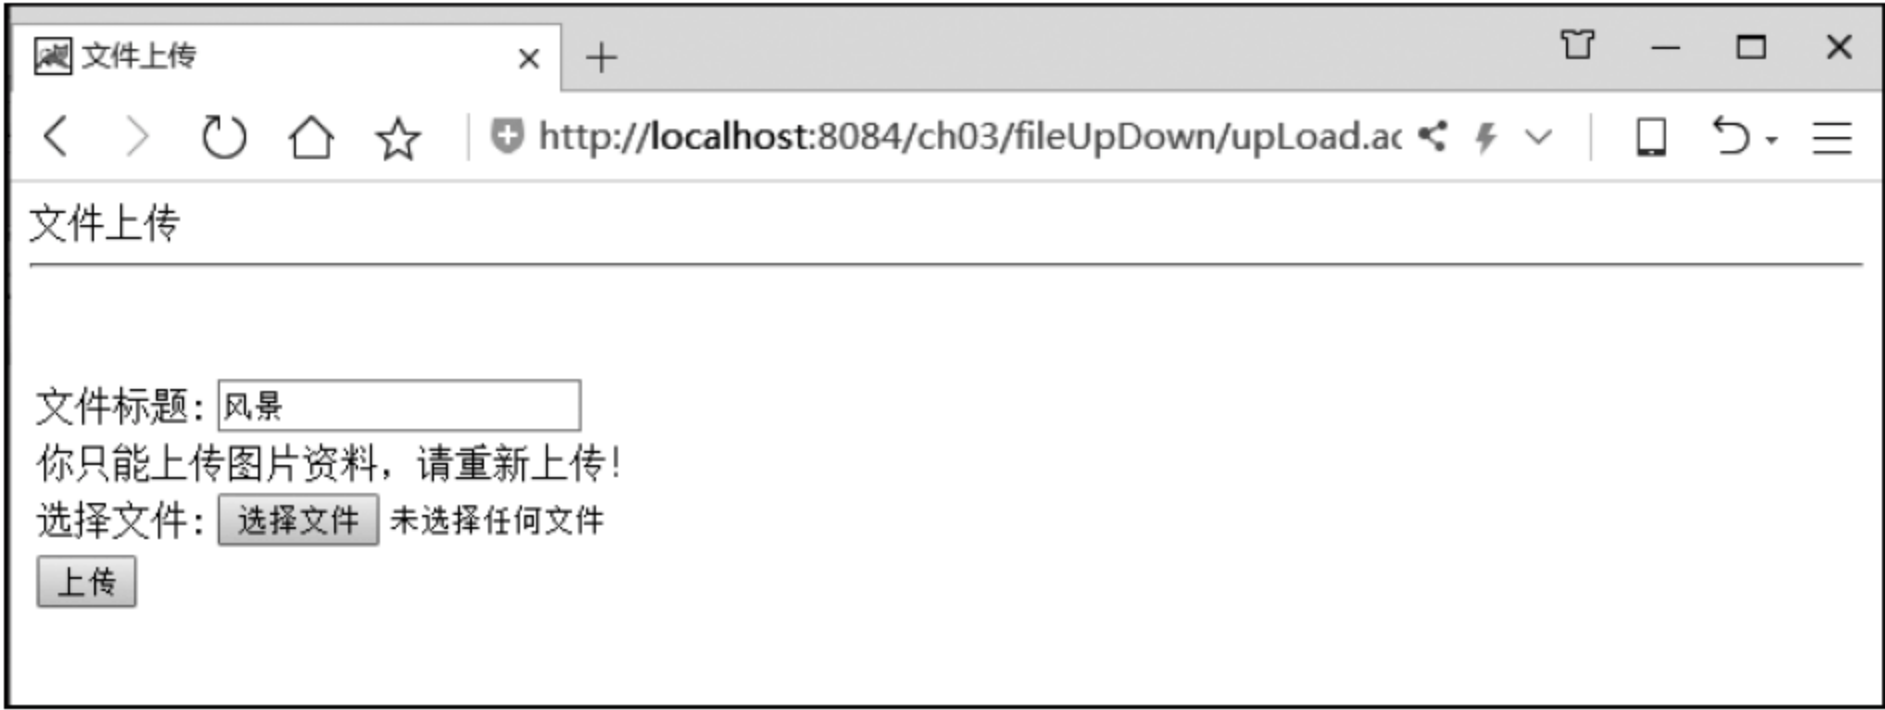 文件上传
http://localhost:8084/ch03/fileUpDown/upLoad.ac
文件上传
文件标题: 风景
你只能上传图片资料，请重新上传!
选择文件: 选择文件 未选择任何文件
上传